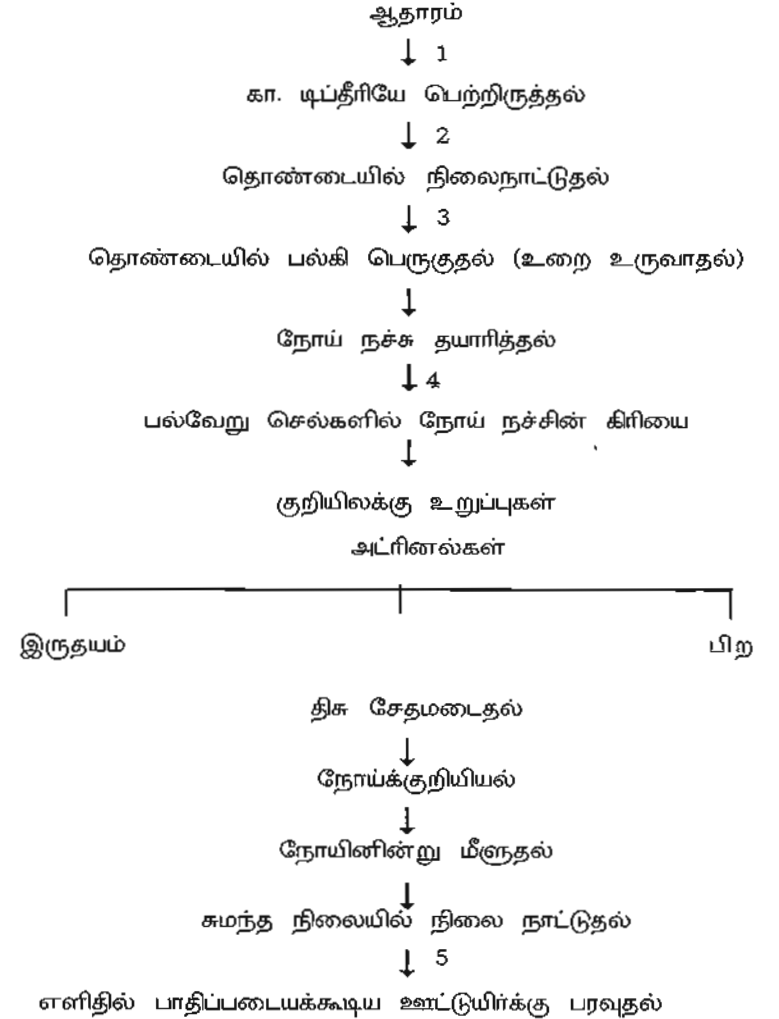 ஆதாரம்
↓ 1
கா. டிப்தீரியே பெற்றிருத்தல்
↓ 2
தொண்டையில் நிலைநாட்டுதல்
↓ 3
தொண்டையில் பல்கி பெருகுதல் (உறை உருவாதல்)
↓
நோய் நச்சு தயாரித்தல்
↓ 4
பல்வேறு செல்களில் நோய் நச்சின் கிரியை
↓
குறியிலக்கு உறுப்புகள்
அட்ரினல்கள்
இருதயம் பிற
திசு சேதமடைதல்
↓
நோய்க்குறியியல்
↓
நோயினின்று மீளுதல்
↓
சுமந்த நிலையில் நிலை நாட்டுதல்
↓ 5
எளிதில் பாதிப்படையக்கூடிய ஊட்டுயிர்க்கு பரவுதல்